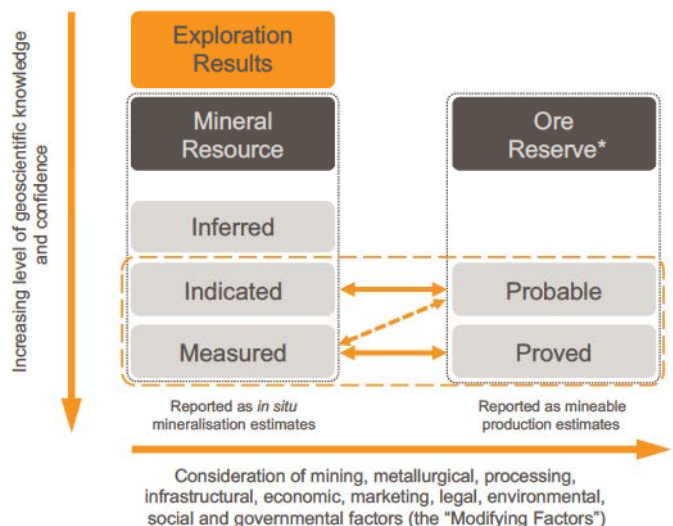 Exploration
Results
Mineral
Resource
Ore
Reserve*
Inferred
Indicated
Probable
Measured
Proved
Increasing level of geoscientific knowledge
and confidence
Reported as in situ
mineralisation estimates
Reported as mineable
production estimates
Consideration of mining, metallurgical, processing,
infrastructural, economic, marketing, legal, environmental,
social and governmental factors (the “Modifying Factors”)